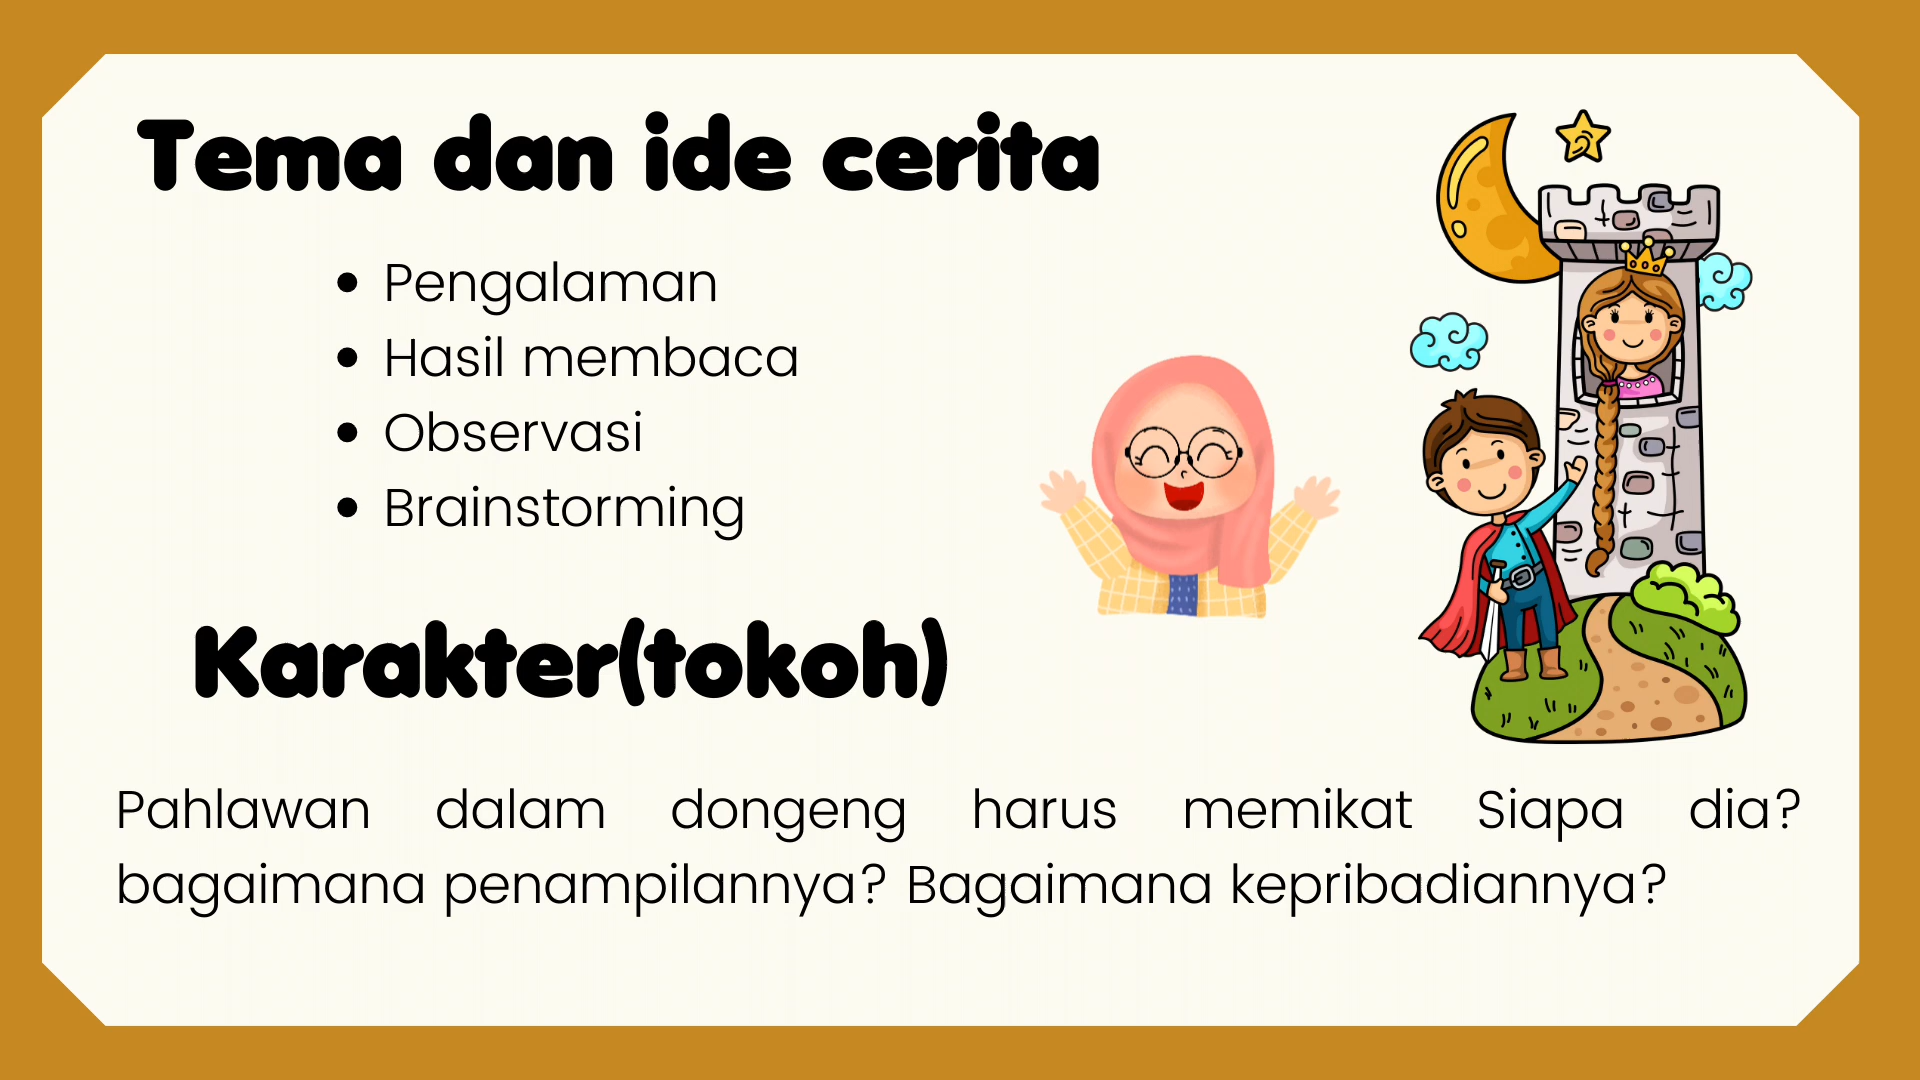 Tema dan ide cerita
• Pengalaman
• Hasil membaca
• Observasi
• Brainstorming
Karakter(tokoh)
Pahlawan dalam dongeng harus memikat Siapa dia?
bagaimana penampilannya? Bagaimana kepribadiannya?